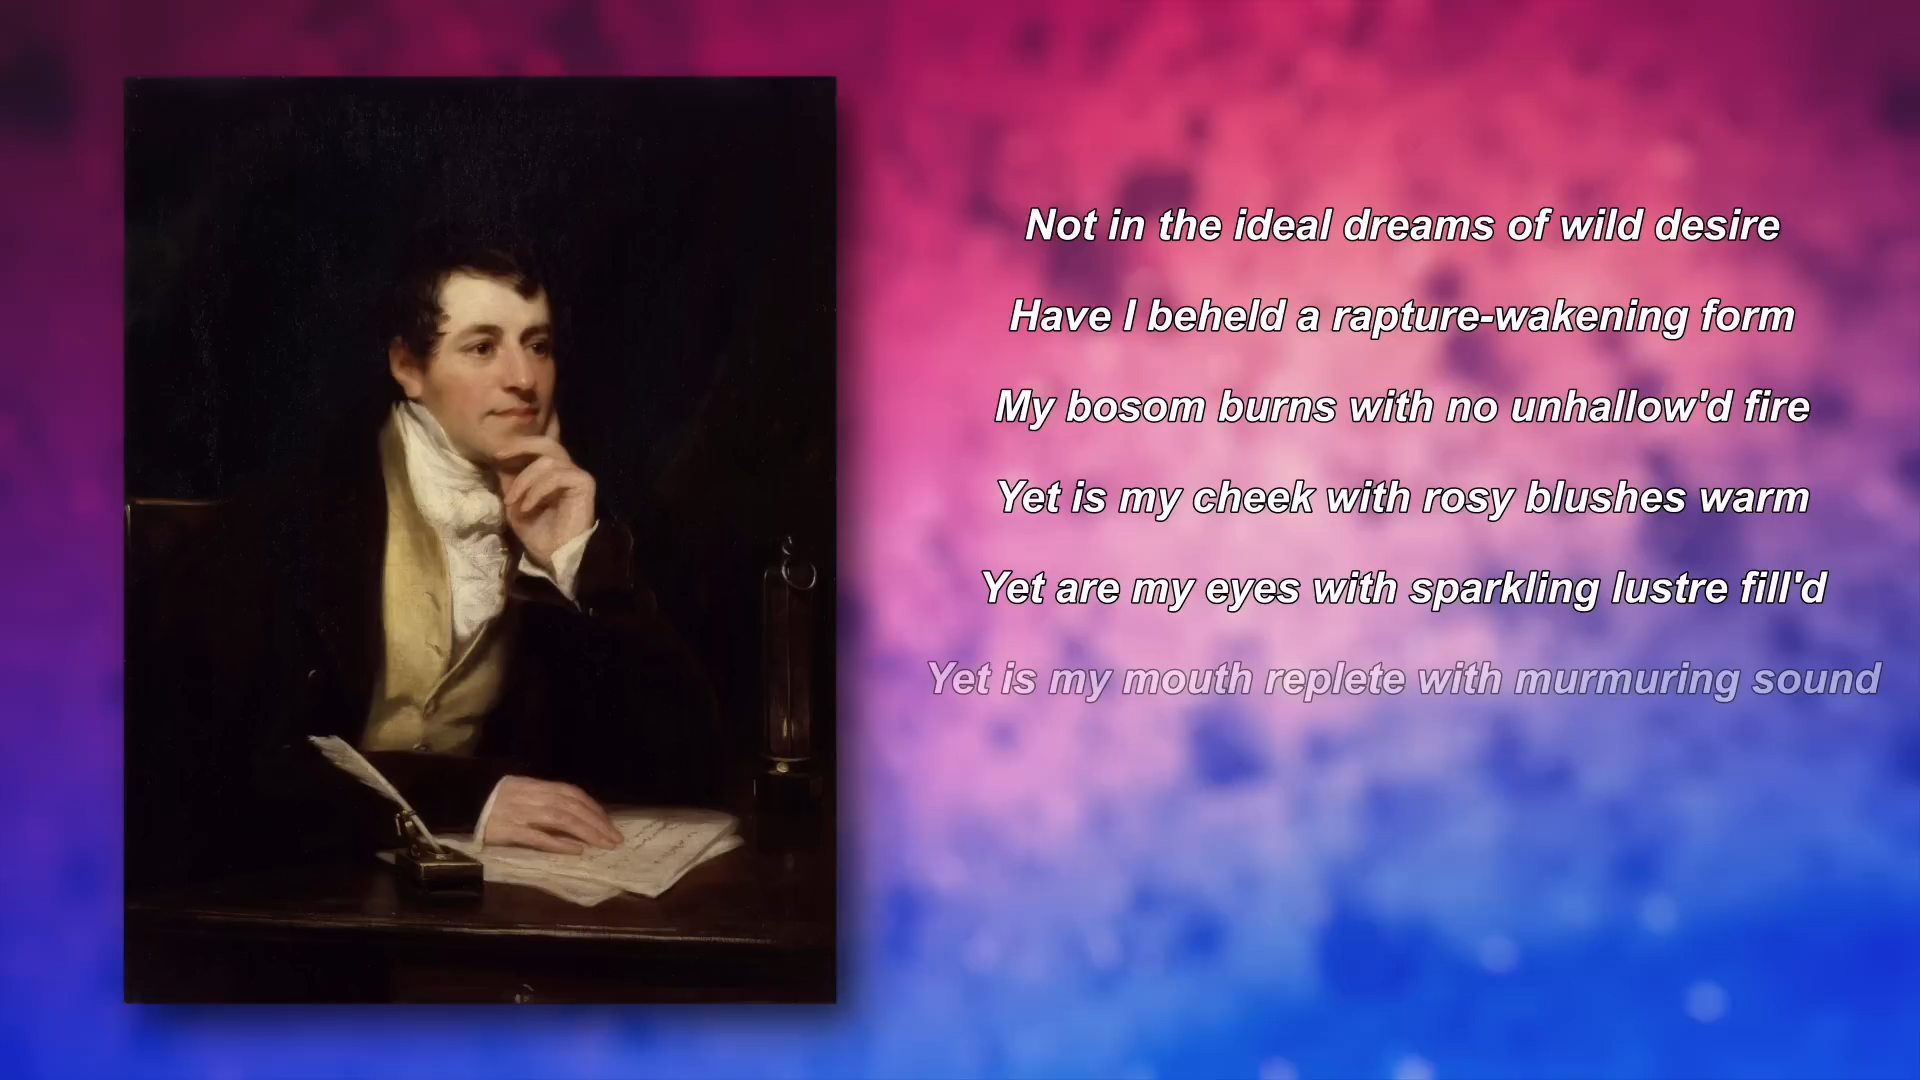 Not in the ideal dreams of wild desire
Have I beheld a rapture-wakening form
My bosom burns with no unhallow'd fire
Yet is my cheek with rosy blushes warm
Yet are my eyes with sparkling lustre fill'd
Yet is my mouth replete with murmuring sound